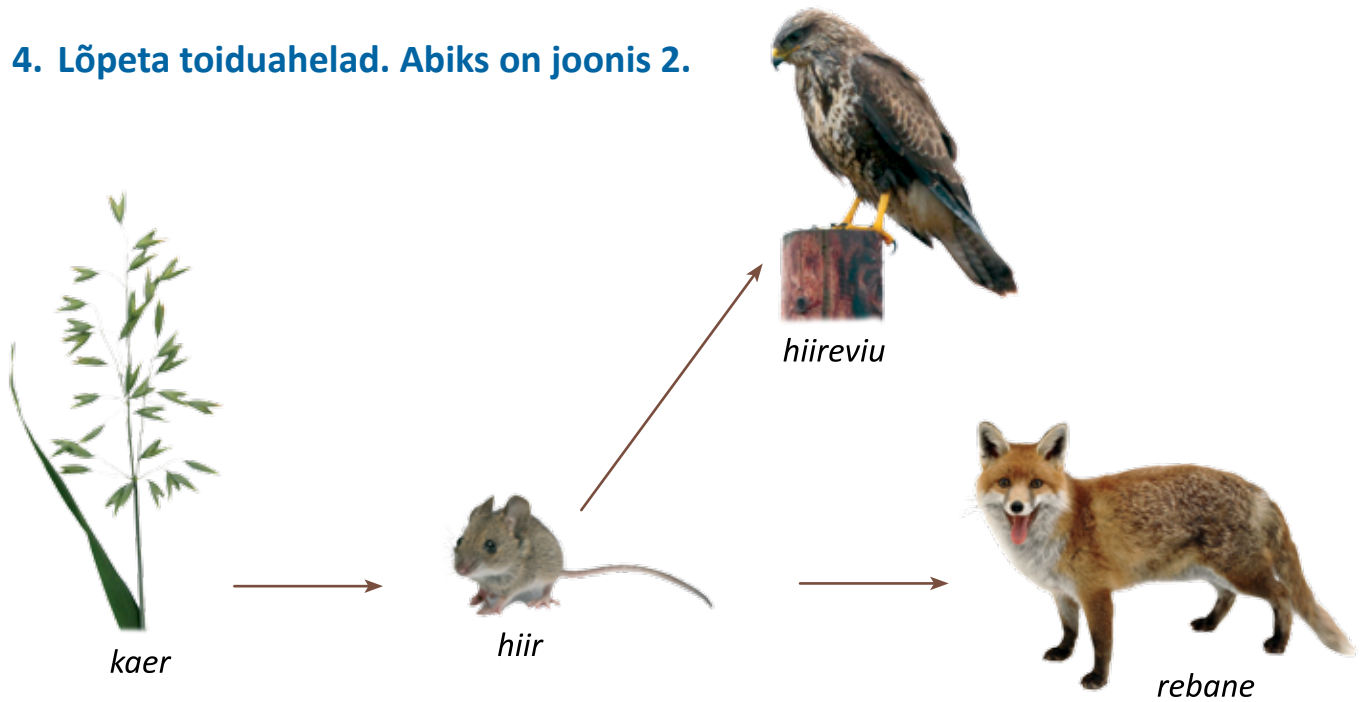 4. Lõpeta toiduahelad. Abiks on joonis 2.
hiireviu
kaer
hiir
rebane